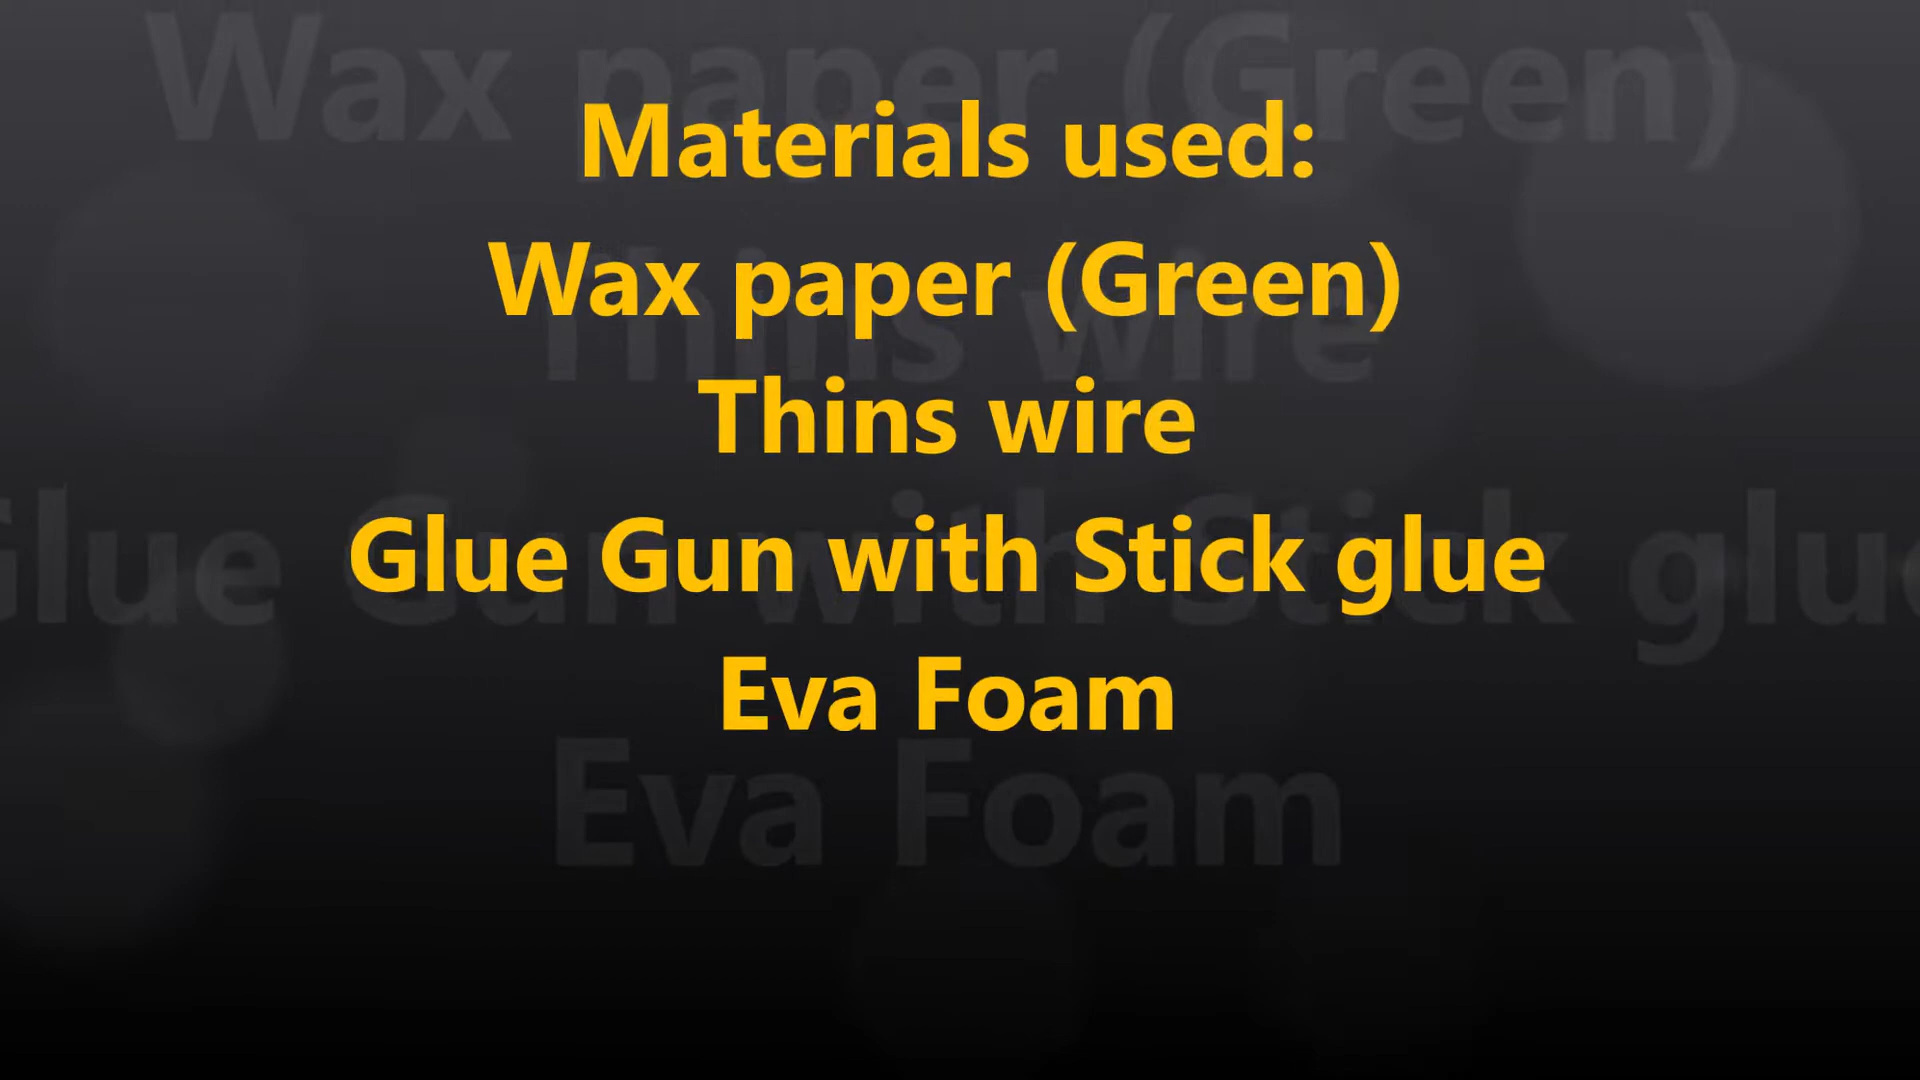 Materials used:
Wax paper (Green)
Thins wire
Glue Gun with Stick glue
Eva Foam